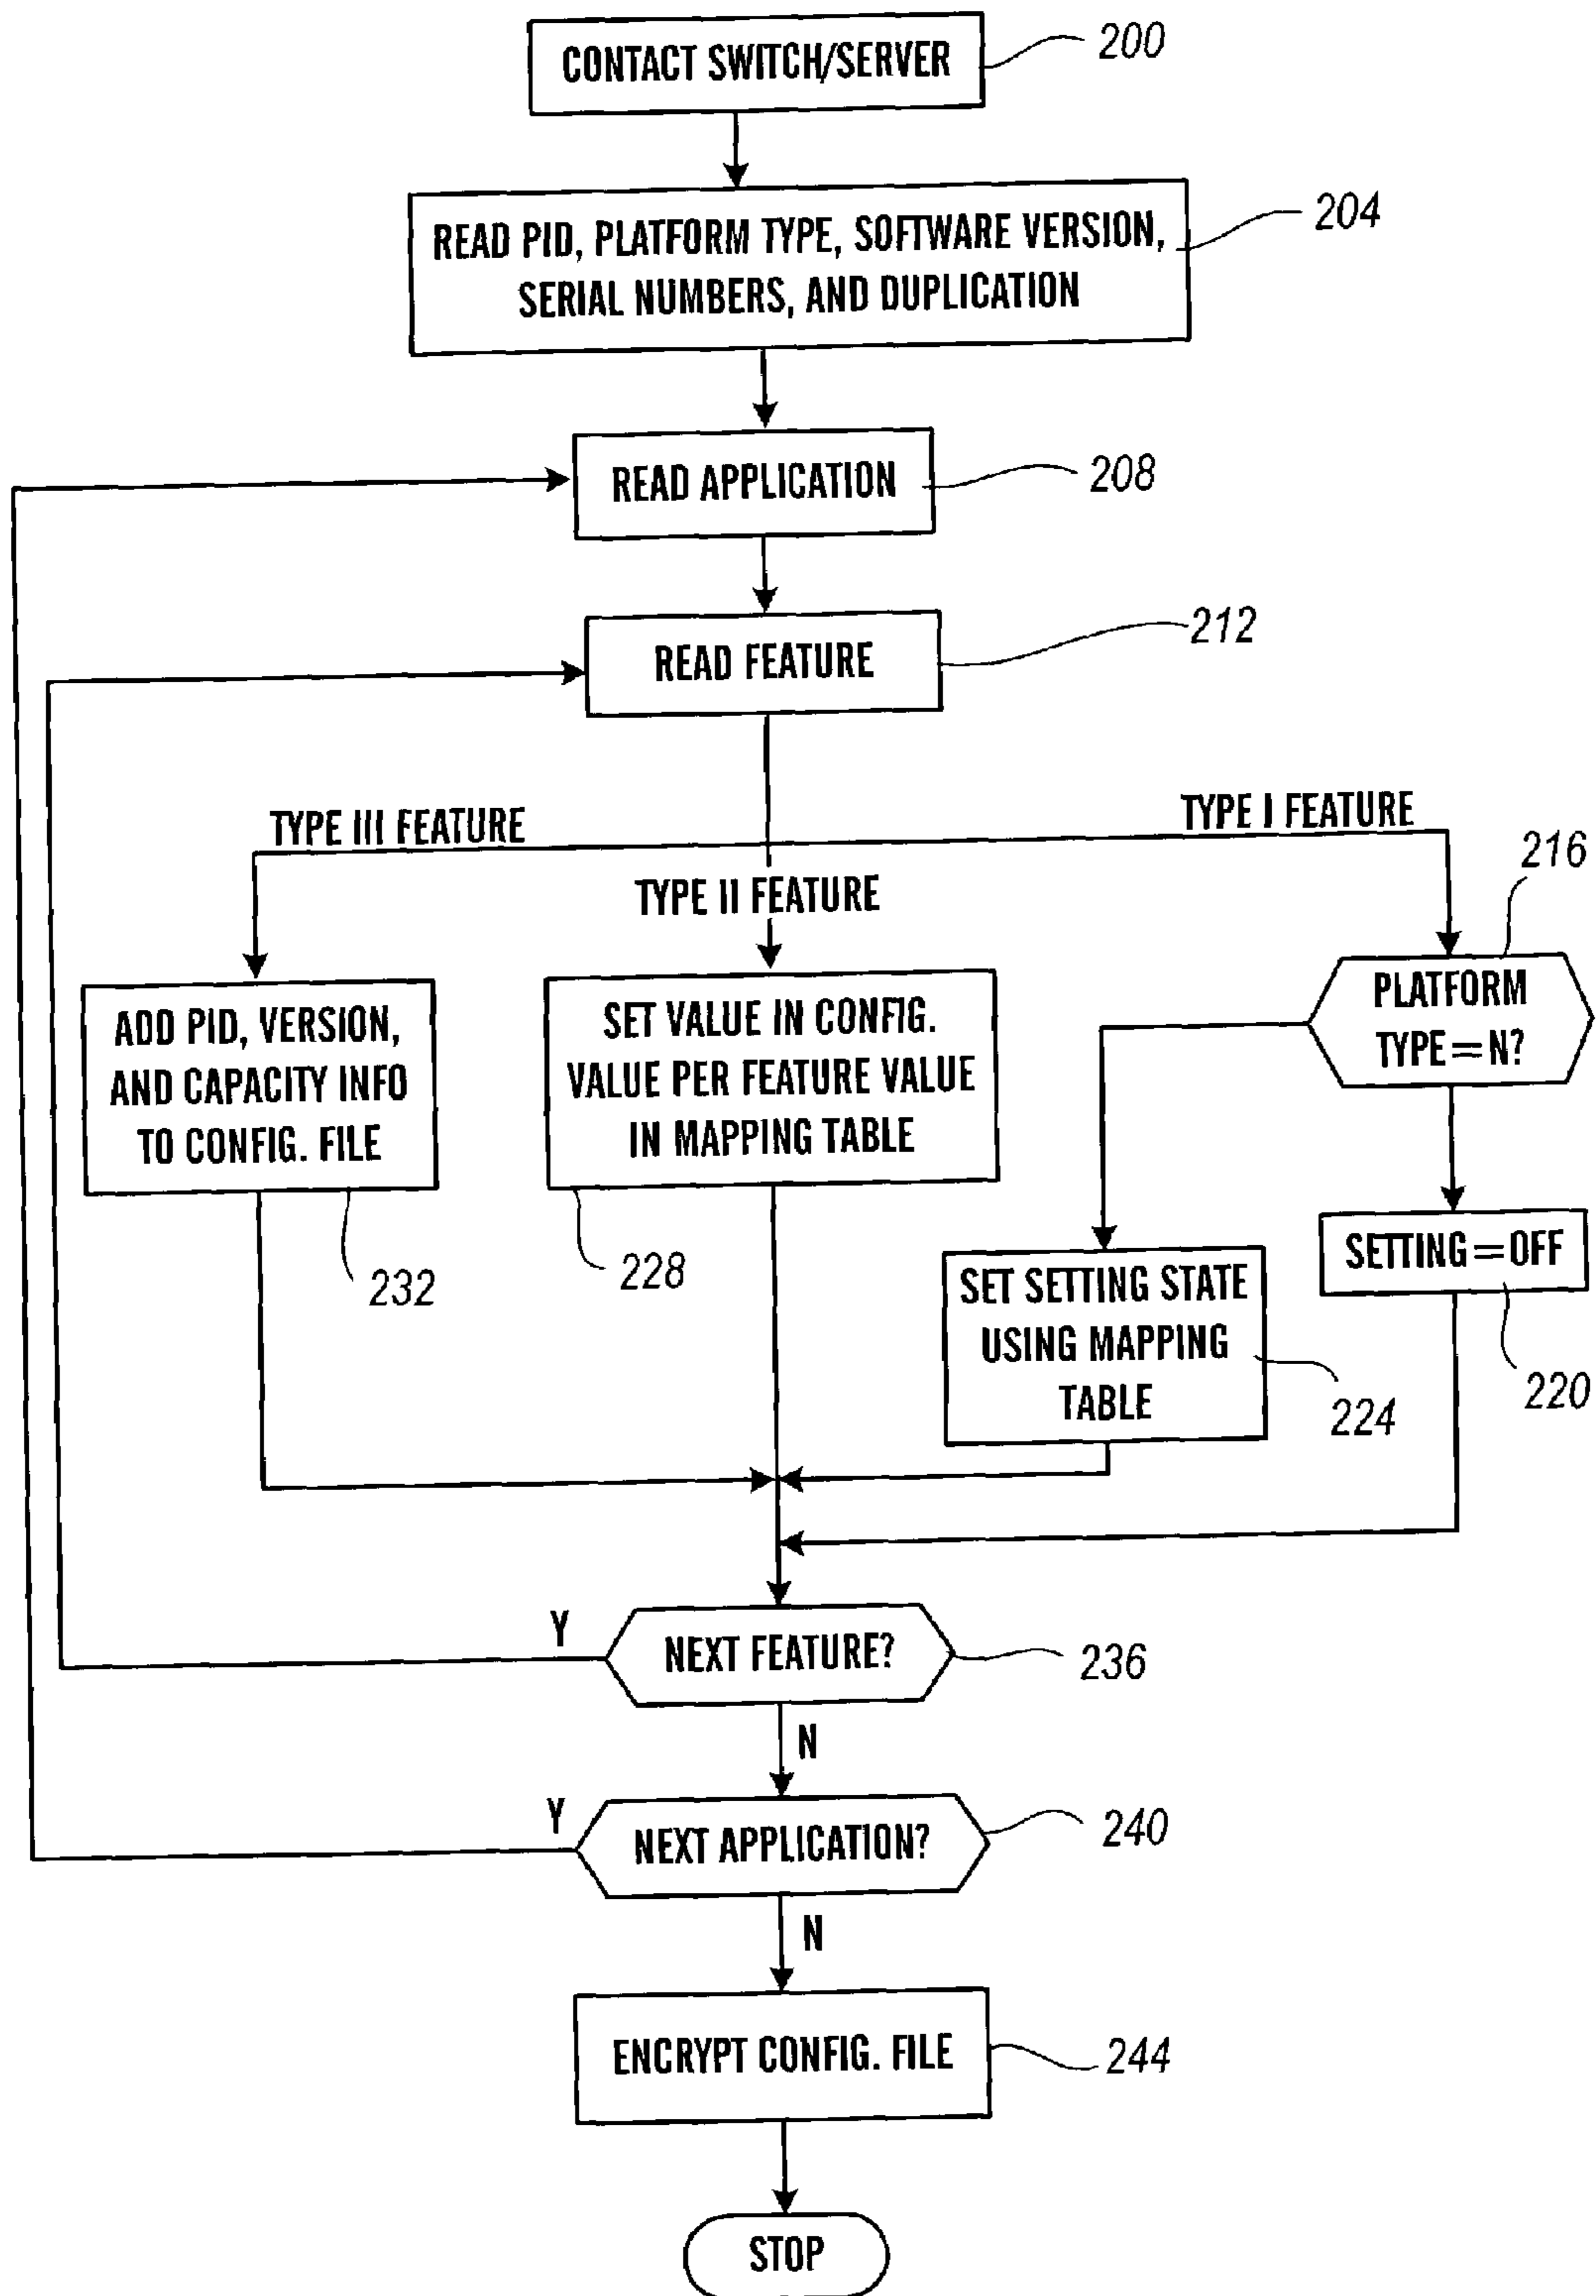 CONTACT SWITCH/SERVER
200
READ PID, PLATFORM TYPE, SOFTWARE VERSION,
SERIAL NUMBERS, AND DUPLICATION
204
READ APPLICATION
208
READ FEATURE
212
TYPE III FEATURE
TYPE II FEATURE
TYPE I FEATURE
216
PLATFORM
TYPE=N?
ADD PID, VERSION,
AND CAPACITY INFO
TO CONFIG. FILE
232
SET VALUE IN CONFIG.
VALUE PER FEATURE VALUE
IN MAPPING TABLE
228
SET SETTING STATE
USING MAPPING
TABLE
224
SETTING=OFF
220
Y
NEXT FEATURE?
236
N
Y
NEXT APPLICATION?
240
N
ENCRYPT CONFIG. FILE
244
STOP